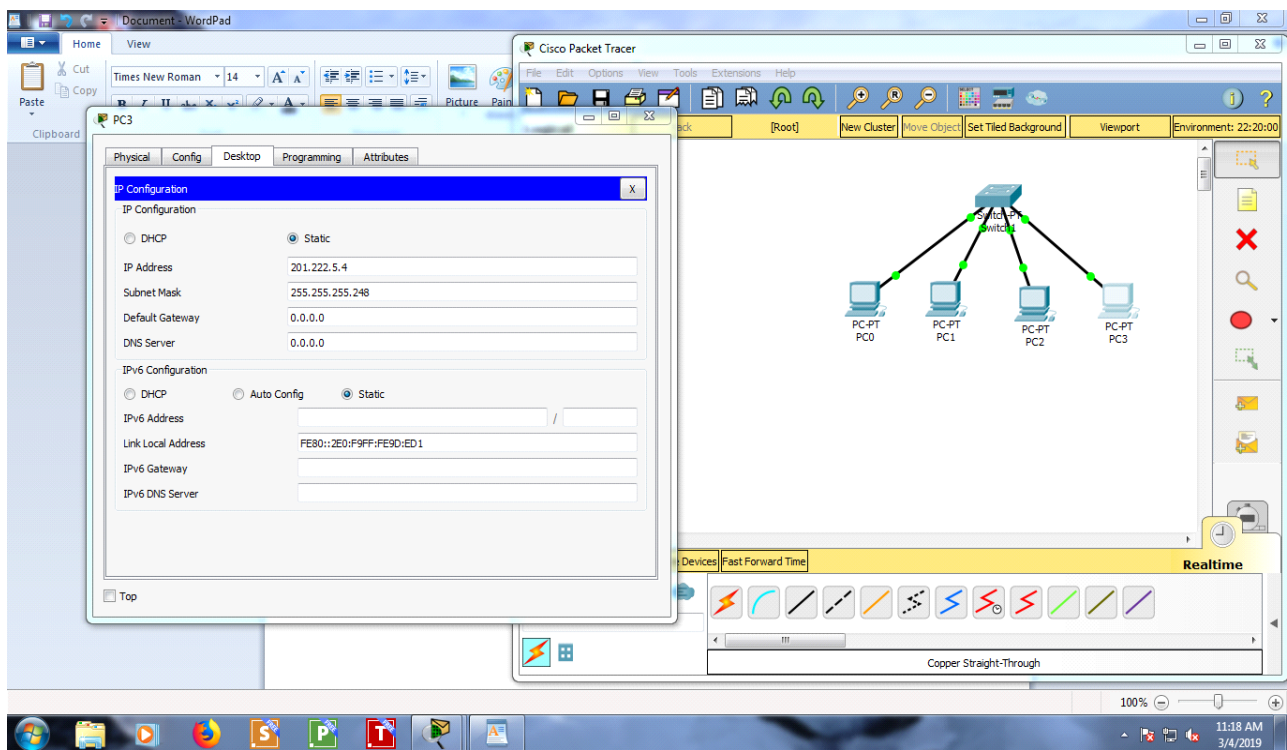 Document - WordPad
Home View
Cut
Copy
Paste
Clipboard
Times New Roman 14
Picture
Cisco Packet Tracer
File Edit Options View Tools Extensions Help
[Root] New Cluster Move Object Set Tiled Background Viewport Environment: 22:20:00
PC3
Physical Config Desktop Programming Attributes
IP Configuration X
IP Configuration
DHCP Static
IP Address 201.222.5.4
Subnet Mask 255.255.255.248
Default Gateway 0.0.0.0
DNS Server 0.0.0.0
IPv6 Configuration
DHCP Auto Config Static
IPv6 Address /
Link Local Address FE80::2E0:F9FF:FE9D:ED1
IPv6 Gateway
IPv6 DNS Server
Top
Switch-PT
Switch1
PC-PT
PC0
PC-PT
PC1
PC-PT
PC2
PC-PT
PC3
Devices Fast Forward Time
Realtime
Copper Straight-Through
100%
11:18 AM
3/4/2019